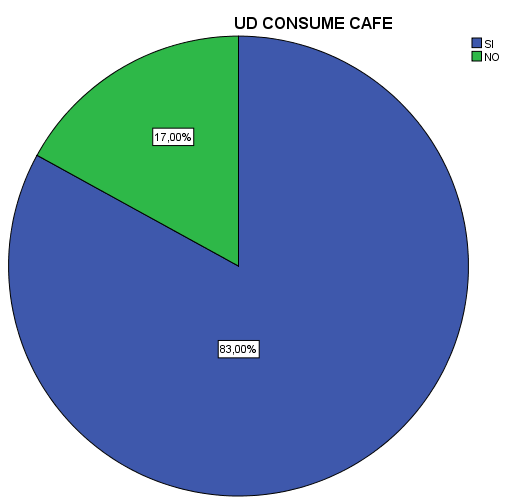 UD CONSUME CAFE
SI
NO
17,00%
83,00%